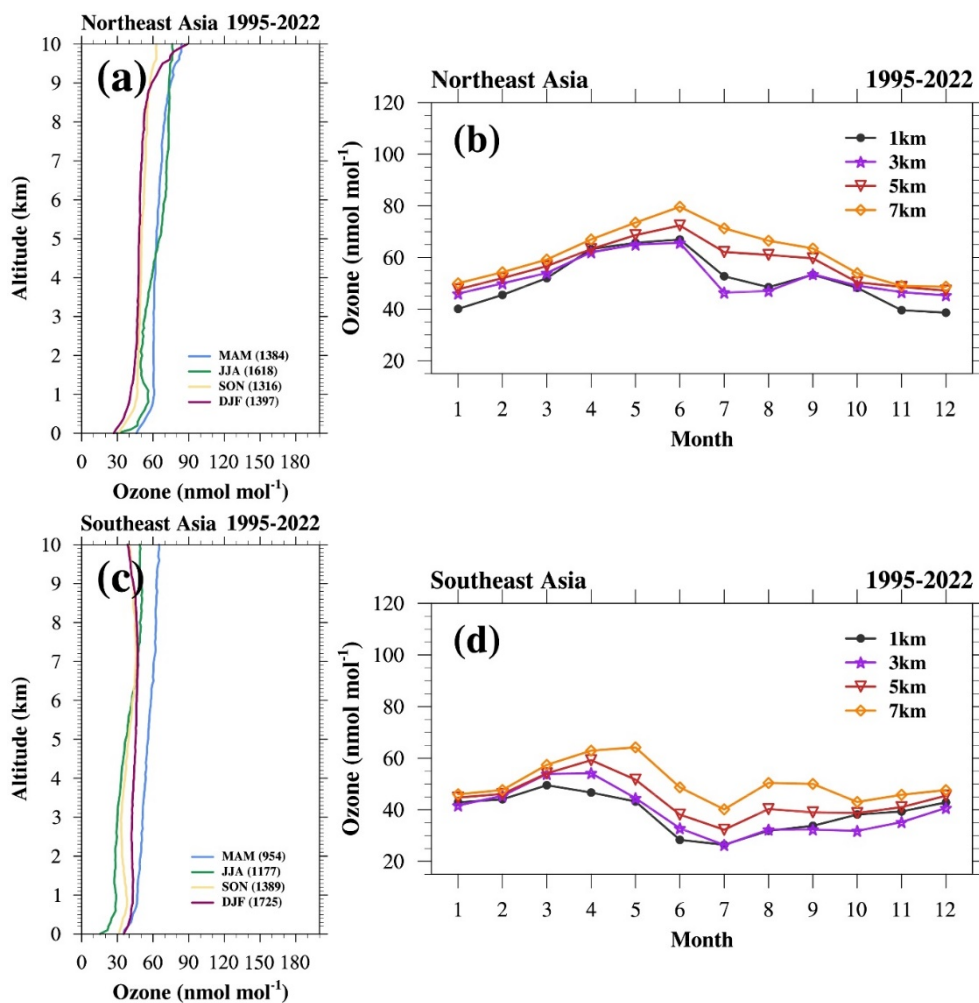 Northeast Asia 1995-2022
(a)
10
9
8
7
6
5
4
3
2
1
0
Altitude (km)
MAM (1384)
JJA (1618)
SON (1316)
DJF (1397)
0 30 60 90 120 150 180
Ozone (nmol mol⁻¹)
Northeast Asia 1995-2022
(b)
120
100
80
60
40
20
Ozone (nmol mol⁻¹)
1km
3km
5km
7km
1 2 3 4 5 6 7 8 9 10 11 12
Month
Southeast Asia 1995-2022
(c)
10
9
8
7
6
5
4
3
2
1
0
Altitude (km)
MAM (954)
JJA (1177)
SON (1389)
DJF (1725)
0 30 60 90 120 150 180
Ozone (nmol mol⁻¹)
Southeast Asia 1995-2022
(d)
120
100
80
60
40
20
Ozone (nmol mol⁻¹)
1km
3km
5km
7km
1 2 3 4 5 6 7 8 9 10 11 12
Month